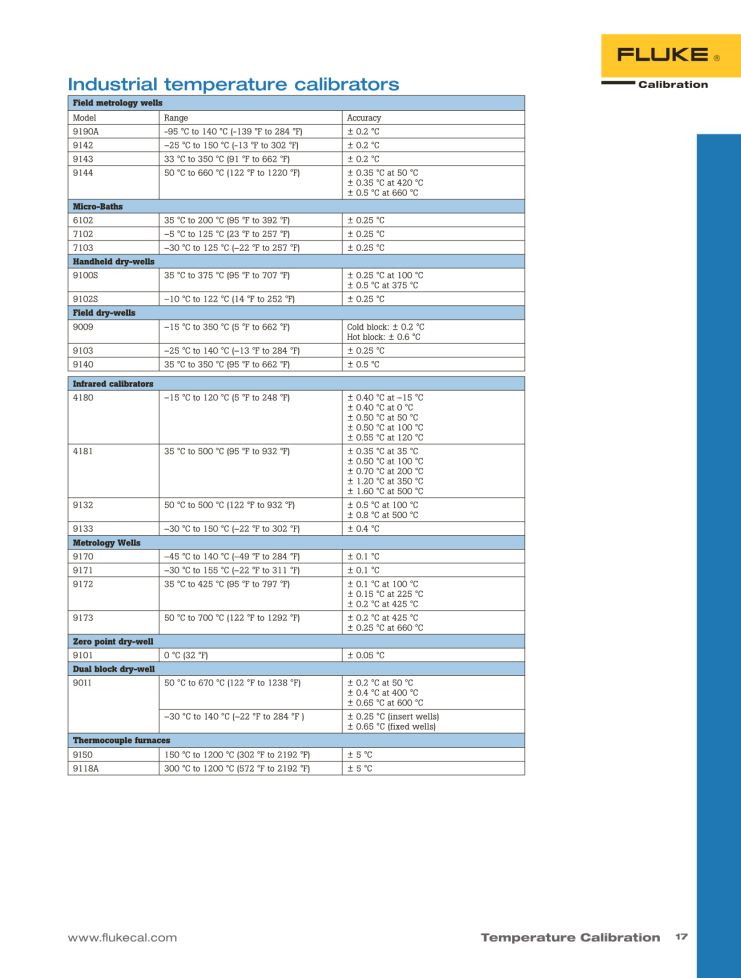 FLUKE ®
Calibration
Industrial temperature calibrators
Field metrology wells
Model Range Accuracy
9190A –95 °C to 140 °C (–139 °F to 284 °F) ± 0.2 °C
9142 –25 °C to 150 °C (–13 °F to 302 °F) ± 0.2 °C
9143 33 °C to 350 °C (91 °F to 662 °F) ± 0.2 °C
9144 50 °C to 660 °C (122 °F to 1220 °F) ± 0.35 °C at 50 °C
± 0.35 °C at 420 °C
± 0.5 °C at 660 °C
Micro-Baths
6102 35 °C to 200 °C (95 °F to 392 °F) ± 0.25 °C
7102 –5 °C to 125 °C (23 °F to 257 °F) ± 0.25 °C
7103 –30 °C to 125 °C (–22 °F to 257 °F) ± 0.25 °C
Handheld dry-wells
9100S 35 °C to 375 °C (95 °F to 707 °F) ± 0.25 °C at 100 °C
± 0.5 °C at 375 °C
9102S –10 °C to 122 °C (14 °F to 252 °F) ± 0.25 °C
Field dry-wells
9009 –15 °C to 350 °C (5 °F to 662 °F) Cold block: ± 0.2 °C
Hot block: ± 0.6 °C
9103 –25 °C to 140 °C (–13 °F to 284 °F) ± 0.25 °C
9140 35 °C to 350 °C (95 °F to 662 °F) ± 0.5 °C
Infrared calibrators
4180 –15 °C to 120 °C (5 °F to 248 °F) ± 0.40 °C at –15 °C
± 0.40 °C at 0 °C
± 0.50 °C at 50 °C
± 0.50 °C at 100 °C
± 0.55 °C at 120 °C
4181 35 °C to 500 °C (95 °F to 932 °F) ± 0.35 °C at 35 °C
± 0.50 °C at 100 °C
± 0.70 °C at 200 °C
± 1.20 °C at 350 °C
± 1.60 °C at 500 °C
9132 50 °C to 500 °C (122 °F to 932 °F) ± 0.5 °C at 100 °C
± 0.8 °C at 500 °C
9133 –30 °C to 150 °C (–22 °F to 302 °F) ± 0.4 °C
Metrology Wells
9170 –45 °C to 140 °C (–49 °F to 284 °F) ± 0.1 °C
9171 –30 °C to 155 °C (–22 °F to 311 °F) ± 0.1 °C
9172 35 °C to 425 °C (95 °F to 797 °F) ± 0.1 °C at 100 °C
± 0.15 °C at 225 °C
± 0.2 °C at 425 °C
9173 50 °C to 700 °C (122 °F to 1292 °F) ± 0.2 °C at 425 °C
± 0.25 °C at 660 °C
Zero point dry-well
9101 0 °C (32 °F) ± 0.05 °C
Dual block dry-well
9011 50 °C to 670 °C (122 °F to 1238 °F) ± 0.2 °C at 50 °C
± 0.4 °C at 400 °C
± 0.65 °C at 600 °C
–30 °C to 140 °C (–22 °F to 284 °F ) ± 0.25 °C (insert wells)
± 0.65 °C (fixed wells)
Thermocouple furnaces
9150 150 °C to 1200 °C (302 °F to 2192 °F) ± 5 °C
9118A 300 °C to 1200 °C (572 °F to 2192 °F) ± 5 °C
www.flukecal.com Temperature Calibration 17